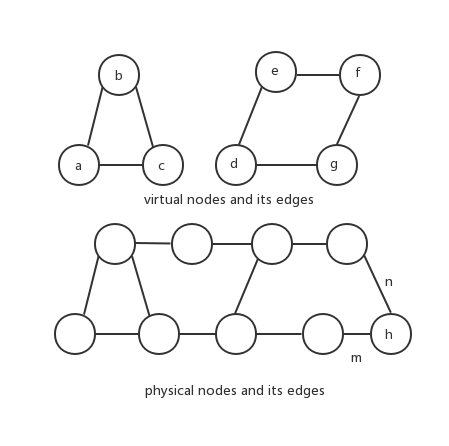 b
e
f
a
c
d
g
virtual nodes and its edges
n
h
m
physical nodes and its edges